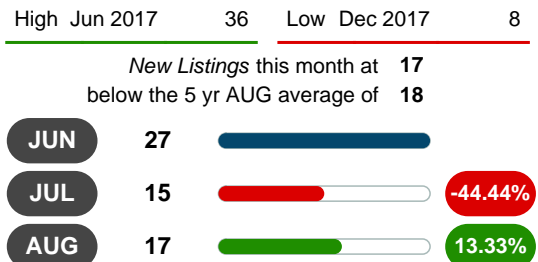 High Jun 2017 36 Low Dec 2017 8
New Listings this month at 17
below the 5 yr AUG average of 18
JUN 27
JUL 15 -44.44%
AUG 17 13.33%